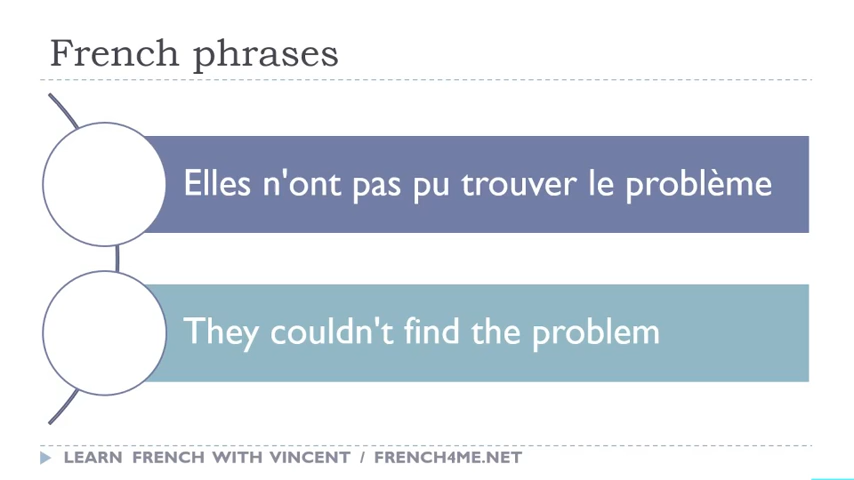 French phrases
Elles n'ont pas pu trouver le problème
They couldn't find the problem
LEARN FRENCH WITH VINCENT / FRENCH4ME.NET